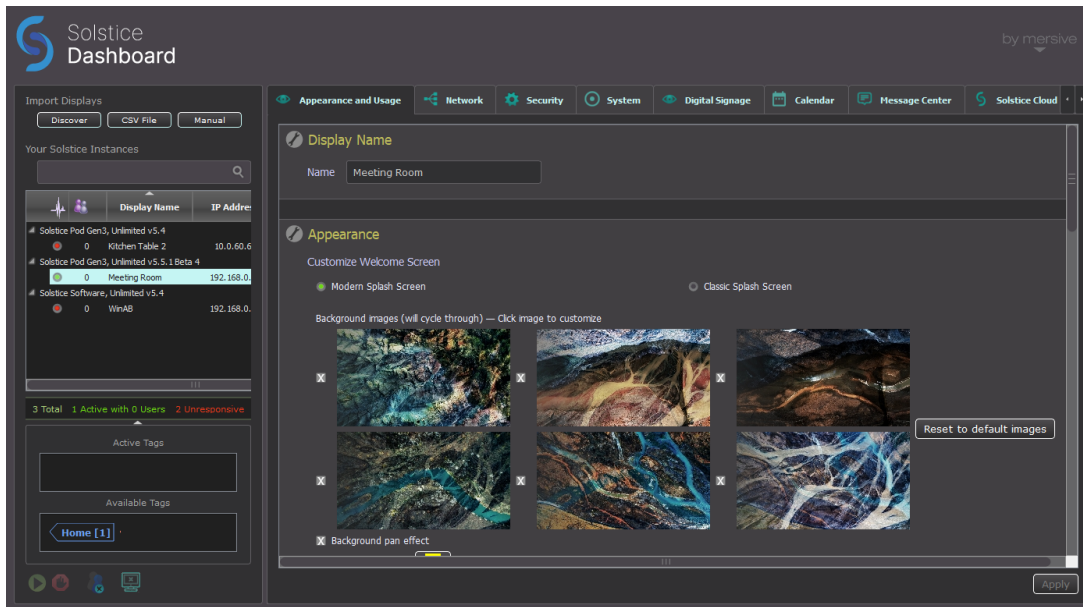 Solstice
Dashboard
by mersive
Import Displays
Discover CSV File Manual
Your Solstice Instances
Display Name IP Addre
Solstice Pod Gen3, Unlimited v5.4
0 Kitchen Table 2 10.0.60.6
Solstice Pod Gen3, Unlimited v5.5.1 Beta 4
0 Meeting Room 192.168.0.
Solstice Software, Unlimited v5.4
0 WinAB 192.168.0.
3 Total 1 Active with 0 Users 2 Unresponsive
Active Tags
Available Tags
Home [1]
Appearance and Usage Network Security System Digital Signage Calendar Message Center Solstice Cloud
Display Name
Name Meeting Room
Appearance
Customize Welcome Screen
Modern Splash Screen Classic Splash Screen
Background images (will cycle through) — Click image to customize
Reset to default images
Background pan effect
Apply